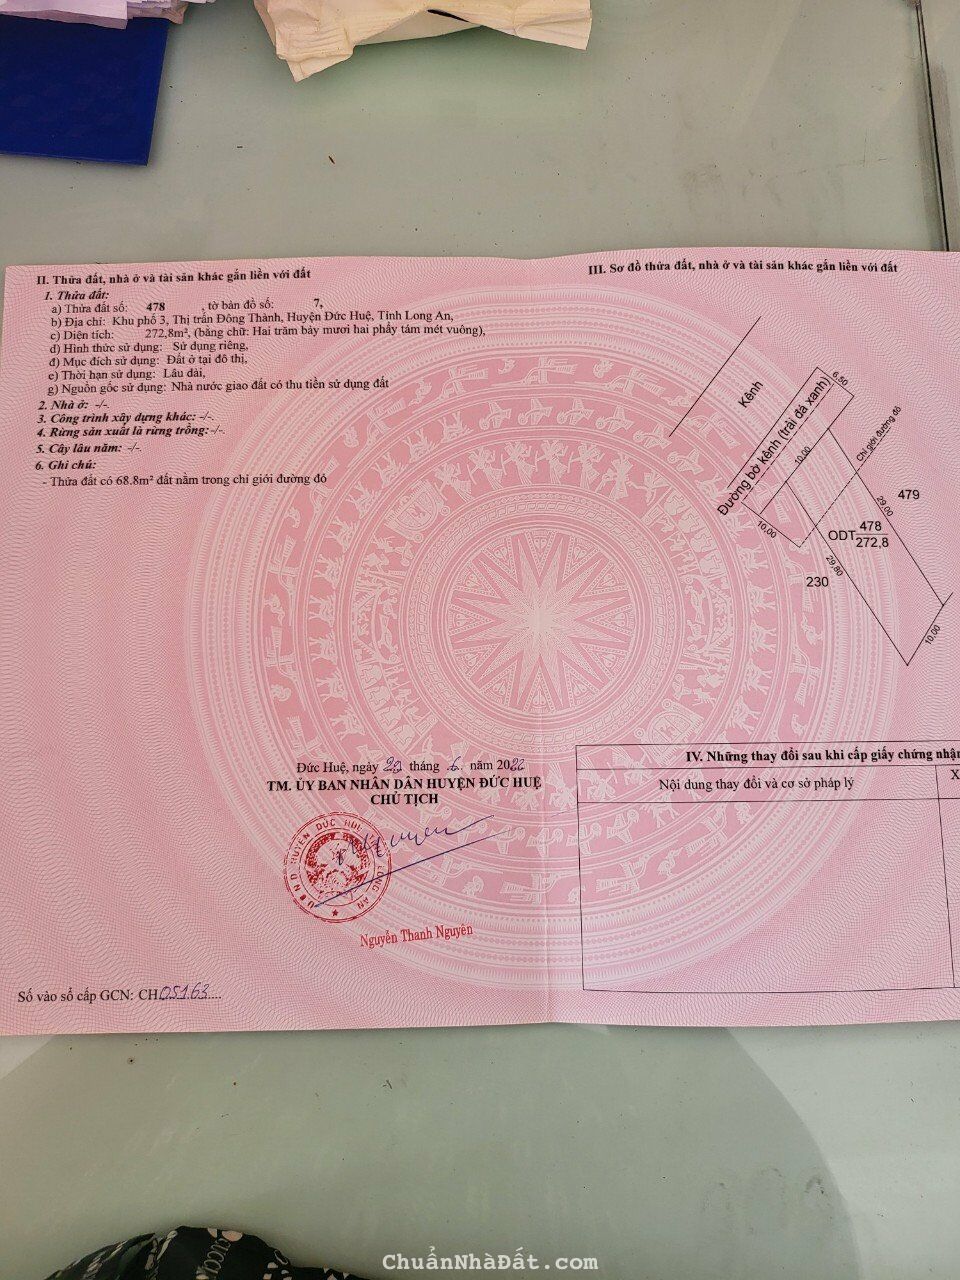 II. Thửa đất, nhà ở và tài sản khác gắn liền với đất
1. Thửa đất:
a) Thửa đất số: 478 , tờ bản đồ số: 7,
b) Địa chỉ: Khu phố 3, Thị trấn Đông Thành, Huyện Đức Huệ, Tỉnh Long An,
c) Diện tích: 272,8m², (bằng chữ: Hai trăm bảy mươi hai phẩy tám mét vuông),
d) Hình thức sử dụng: Sử dụng riêng,
đ) Mục đích sử dụng: Đất ở tại đô thị,
e) Thời hạn sử dụng: Lâu dài,
g) Nguồn gốc sử dụng: Nhà nước giao đất có thu tiền sử dụng đất
2. Nhà ở: -/-.
3. Công trình xây dựng khác: -/-.
4. Rừng sản xuất là rừng trồng:-/-.
5. Cây lâu năm: -/-.
6. Ghi chú:
- Thửa đất có 68.8m² đất nằm trong chỉ giới đường đỏ
Đức Huệ, ngày tháng 6. năm 2022
TM. ỦY BAN NHÂN DÂN HUYỆN ĐỨC HUỆ
CHỦ TỊCH
U B N D HUYỆN ĐỨC HUỆ LONG AN
Nguyễn Thanh Nguyên
Số vào sổ cấp GCN: CH05163....
III. Sơ đồ thửa đất, nhà ở và tài sản khác gắn liền với đất
Kênh
6.50
Đường bờ kênh (trải đá xanh)
10.00
Chỉ giới đường đỏ
10.00
29.00
479
ODT 478
272,8
29.80
230
10.00
IV. Những thay đổi sau khi cấp giấy chứng nhận
Nội dung thay đổi và cơ sở pháp lý
X
ChuẩnNhàĐất.com